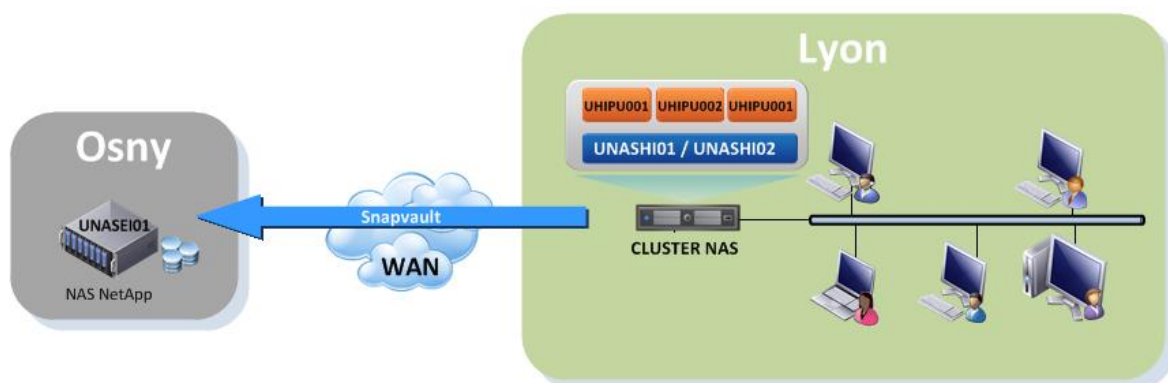 Osny
UNASEI01
NAS NetApp
Snapvault
WAN
Lyon
UHIPU001 UHIPU002 UHIPU001
UNASHI01 / UNASHI02
CLUSTER NAS